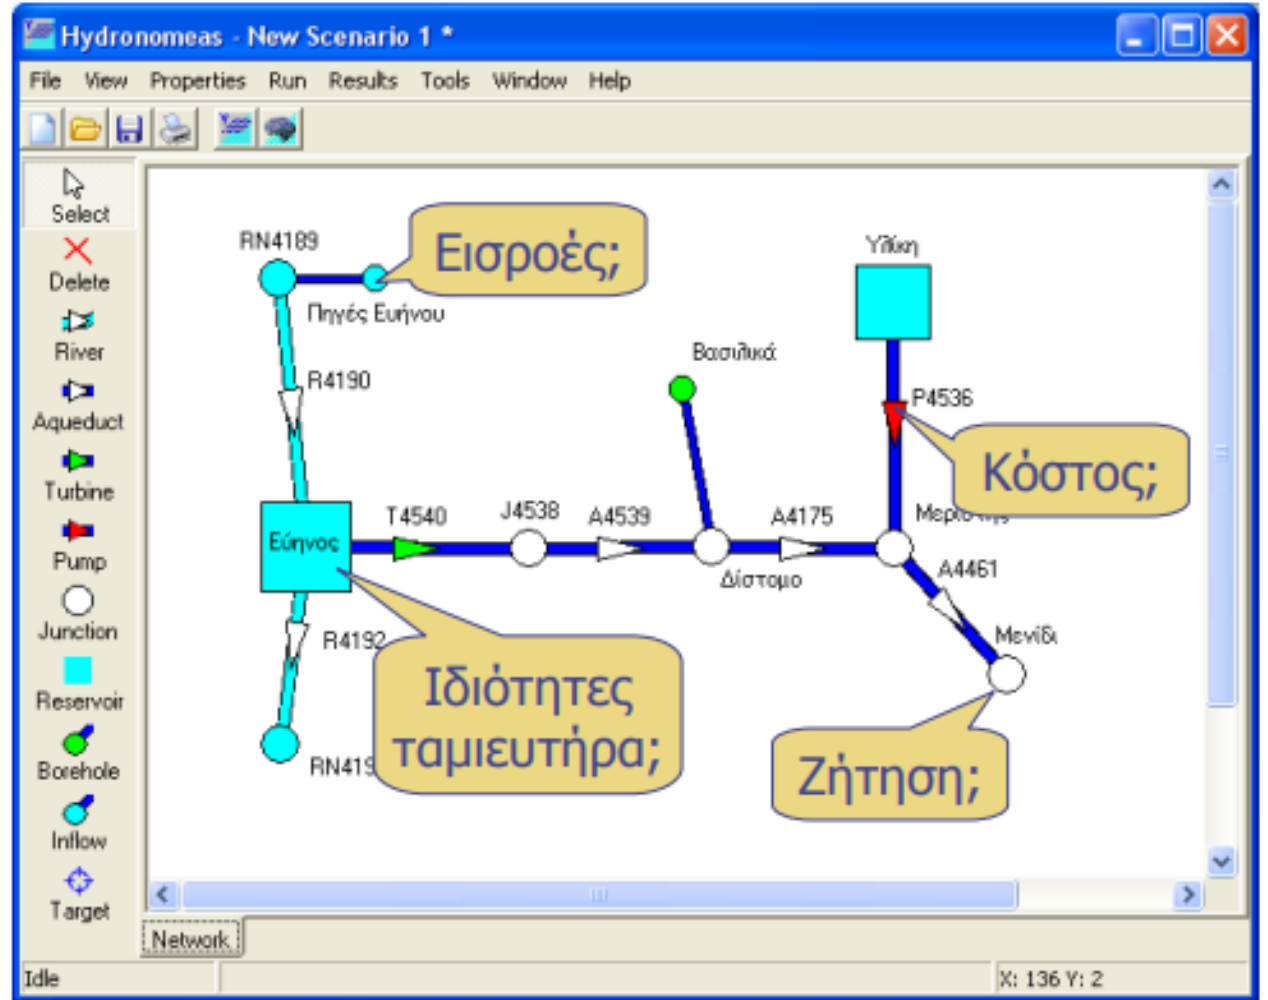 Hydronomeas - New Scenario 1 *
File View Properties Run Results Tools Window Help
Select
Delete
River
Aqueduct
Turbine
Pump
Junction
Reservoir
Borehole
Inflow
Target
RN4189
Εισροές;
Πηγές Ευήνου
Υλίκη
R4190
Βασιλικά
P4536
Κόστος;
T4540
J4538
A4539
A4175
Εύηνος
Δίστομο
A4461
R4192
Μενίδι
Ιδιότητες
ταμιευτήρα;
Ζήτηση;
Network
Idle
X: 136 Y: 2